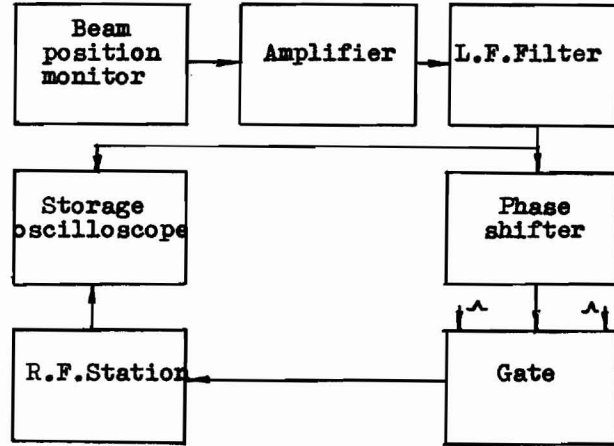 Beam
position
monitor
Amplifier
L.F.Filter
Storage
oscilloscope
Phase
shifter
R.F.Station
Gate